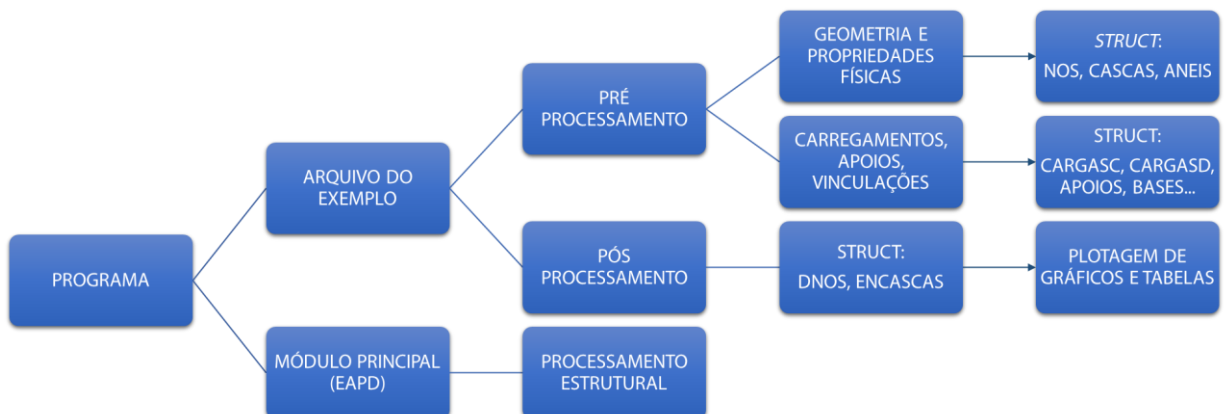 PROGRAMA
ARQUIVO DO
EXEMPLO
PRÉ
PROCESSAMENTO
GEOMETRIA E
PROPRIEDADES
FÍSICAS
STRUCT:
NOS, CASCAS, ANEIS
CARREGAMENTOS,
APOIOS,
VINCULAÇÕES
STRUCT:
CARGASC, CARGASD,
APOIOS, BASES...
PÓS
PROCESSAMENTO
STRUCT:
DNOS, ENCASCAS
PLOTAGEM DE
GRÁFICOS E TABELAS
MÓDULO PRINCIPAL
(EAPD)
PROCESSAMENTO
ESTRUTURAL